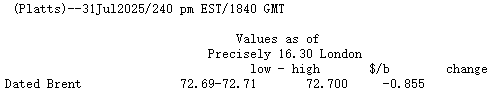 (Platts)--31Jul2025/240 pm EST/1840 GMT
Values as of
Precisely 16.30 London
low - high $/b change
Dated Brent 72.69-72.71 72.700 -0.855